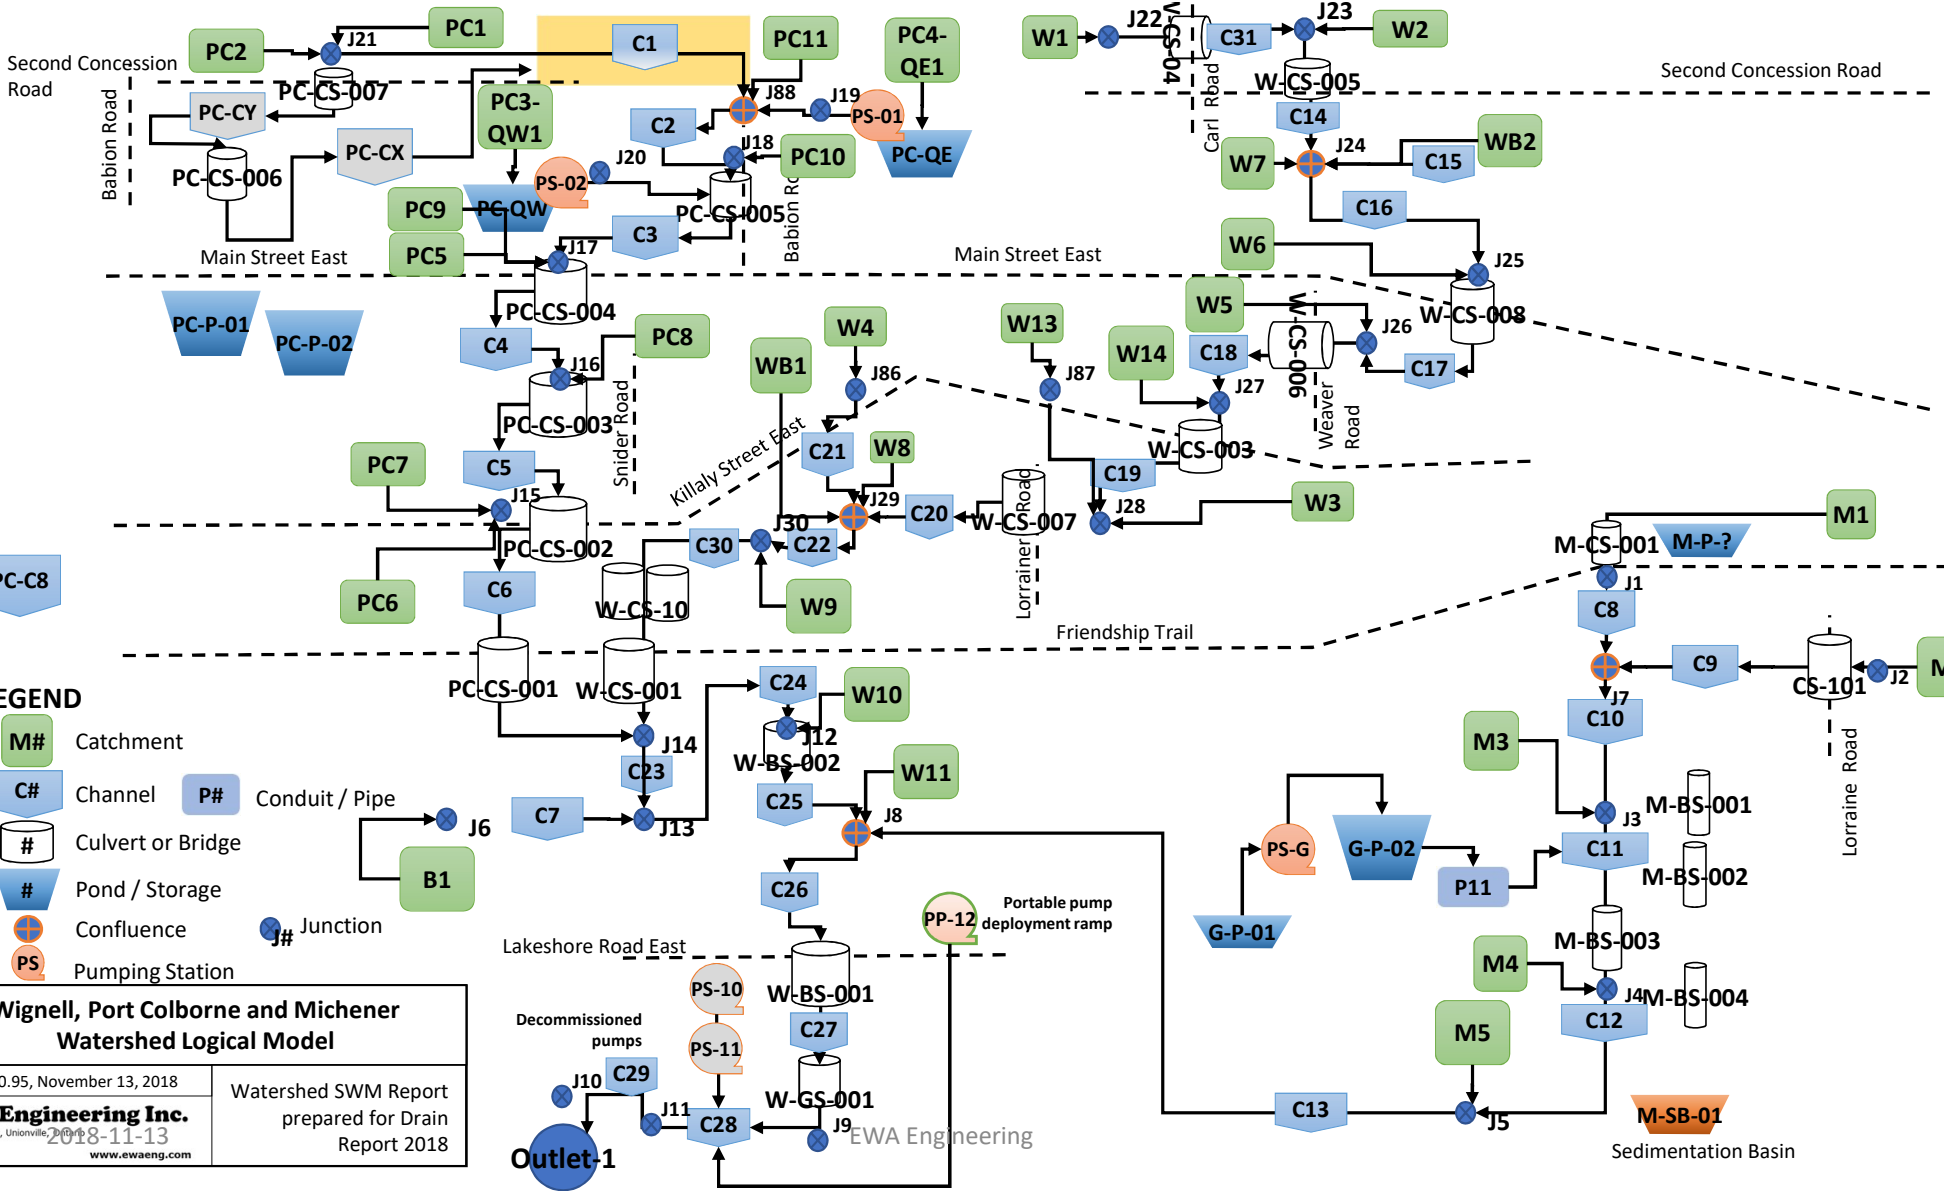 PC2
PC1
J21
C1
PC11
PC4-
QE1
W1
J22
W-CS-04
C31
J23
W2
Second Concession
Road
PC-CS-007
J88
J19
PS-01
W-CS-005
Second Concession Road
Babion Road
PC-CY
PC3-
QW1
C2
J18
PC10
PC-QE
Carl Road
C14
J24
WB2
W7
C15
PC-CX
PC-CS-006
J20
PS-02
PC9
PC-QW
PC-CS-005
Babion Ro
C16
PC5
C3
J17
W6
J25
Main Street East
Main Street East
PC-P-01
PC-P-02
PC-CS-004
C4
PC8
J16
W4
W13
W5
W-CS-006
J26
W-CS-008
WB1
J86
J87
W14
C18
J27
C17
Weaver
Road
PC-CS-003
Snider Road
Killaly Street East
C21
W8
W-CS-003
PC7
C5
J15
J29
C20
W-CS-007
Lorrainer Road
C19
J28
W3
M1
PC-CS-002
C30
J30
C22
M-CS-001
M-P-?
PC-C8
PC6
C6
W-CS-10
W9
J1
C8
Friendship Trail
PC-CS-001
W-CS-001
C24
W10
C9
CS-101
J2
M
J7
C10
EGEND
M#
Catchment
C#
Channel
P#
Conduit / Pipe
#
Culvert or Bridge
#
Pond / Storage
Confluence
J#
Junction
PS
Pumping Station
J14
C23
J12
W-BS-002
W11
C25
C7
J13
J8
J6
B1
C26
M3
J3
M-BS-001
Lorraine Road
PS-G
G-P-02
C11
M-BS-002
P11
G-P-01
M-BS-003
PP-12
Portable pump
deployment ramp
Lakeshore Road East
M4
J4
M-BS-004
C12
PS-10
W-BS-001
Decommissioned
pumps
PS-11
C27
M5
J10
C29
W-GS-001
J11
C28
J9
C13
J5
M-SB-01
Sedimentation Basin
Outlet-1
Wignell, Port Colborne and Michener
Watershed Logical Model
0.95, November 13, 2018
Watershed SWM Report
prepared for Drain
Report 2018
Engineering Inc.
, Unionville, Ontario
www.ewaeng.com
2018-11-13
EWA Engineering